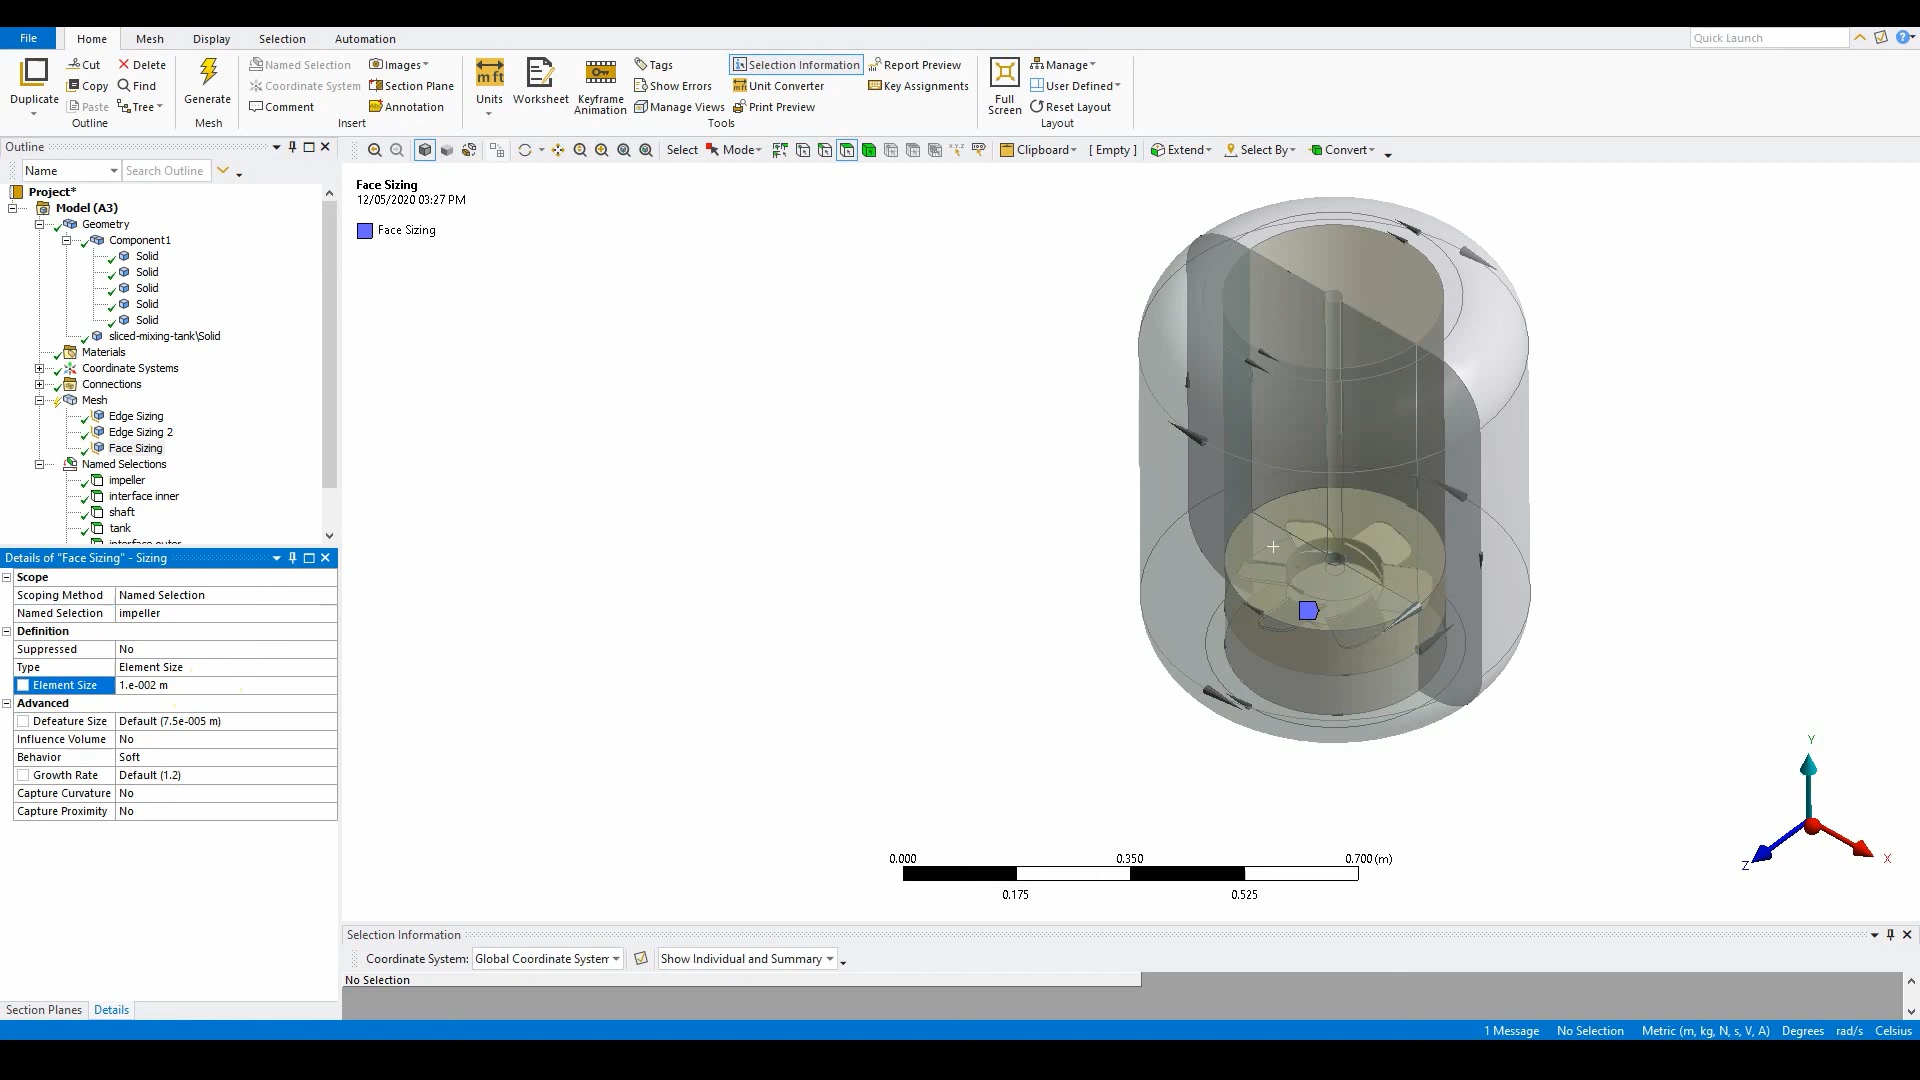 File
Home
Mesh
Display
Selection
Automation
Quick Launch
Duplicate
Cut
Copy
Paste
Delete
Find
Tree
Outline
Generate
Mesh
Named Selection
Coordinate System
Comment
Images
Section Plane
Annotation
Insert
Units
Worksheet
Keyframe
Animation
Tags
Show Errors
Manage Views
Selection Information
Unit Converter
Print Preview
Report Preview
Key Assignments
Tools
Full
Screen
Manage
User Defined
Reset Layout
Layout
Outline
Name
Search Outline
Select
Mode
Clipboard
[ Empty ]
Extend
Select By
Convert
Project*
Model (A3)
Geometry
Component1
Solid
Solid
Solid
Solid
Solid
sliced-mixing-tank\Solid
Materials
Coordinate Systems
Connections
Mesh
Edge Sizing
Edge Sizing 2
Face Sizing
Named Selections
impeller
interface inner
shaft
tank
interface outer
Details of "Face Sizing" - Sizing
Scope
Scoping Method Named Selection
Named Selection impeller
Definition
Suppressed No
Type Element Size
Element Size 1.e-002 m
Advanced
Defeature Size Default (7.5e-005 m)
Influence Volume No
Behavior Soft
Growth Rate Default (1.2)
Capture Curvature No
Capture Proximity No
Section Planes
Details
Face Sizing
12/05/2020 03:27 PM
Face Sizing
0.000
0.350
0.700 (m)
0.175
0.525
Y
Z
X
Selection Information
Coordinate System: Global Coordinate System
Show Individual and Summary
No Selection
1 Message
No Selection
Metric (m, kg, N, s, V, A)
Degrees
rad/s
Celsius